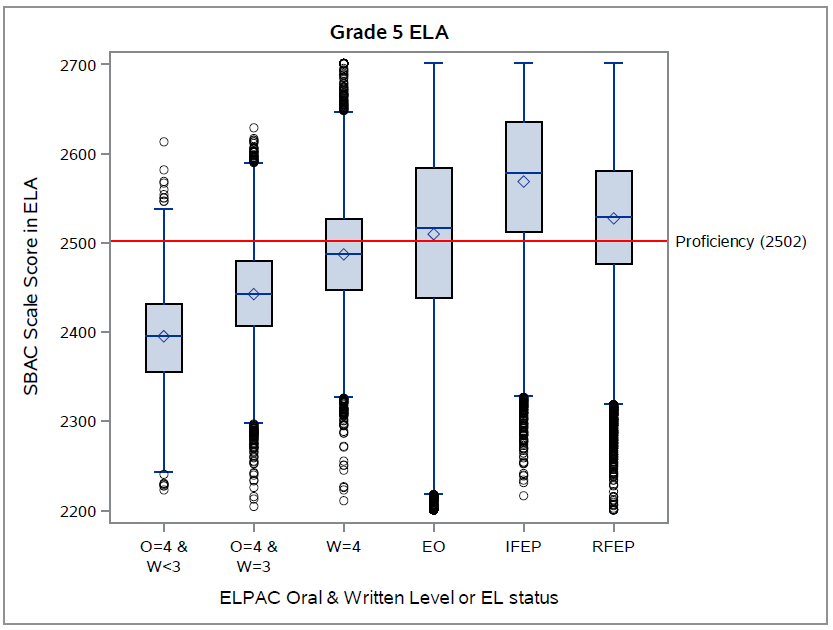 Grade 5 ELA
SBAC Scale Score in ELA
2700
2600
2500
2400
2300
2200
Proficiency (2502)
O=4 &
W<3
O=4 &
W=3
W=4
EO
IFEP
RFEP
ELPAC Oral & Written Level or EL status